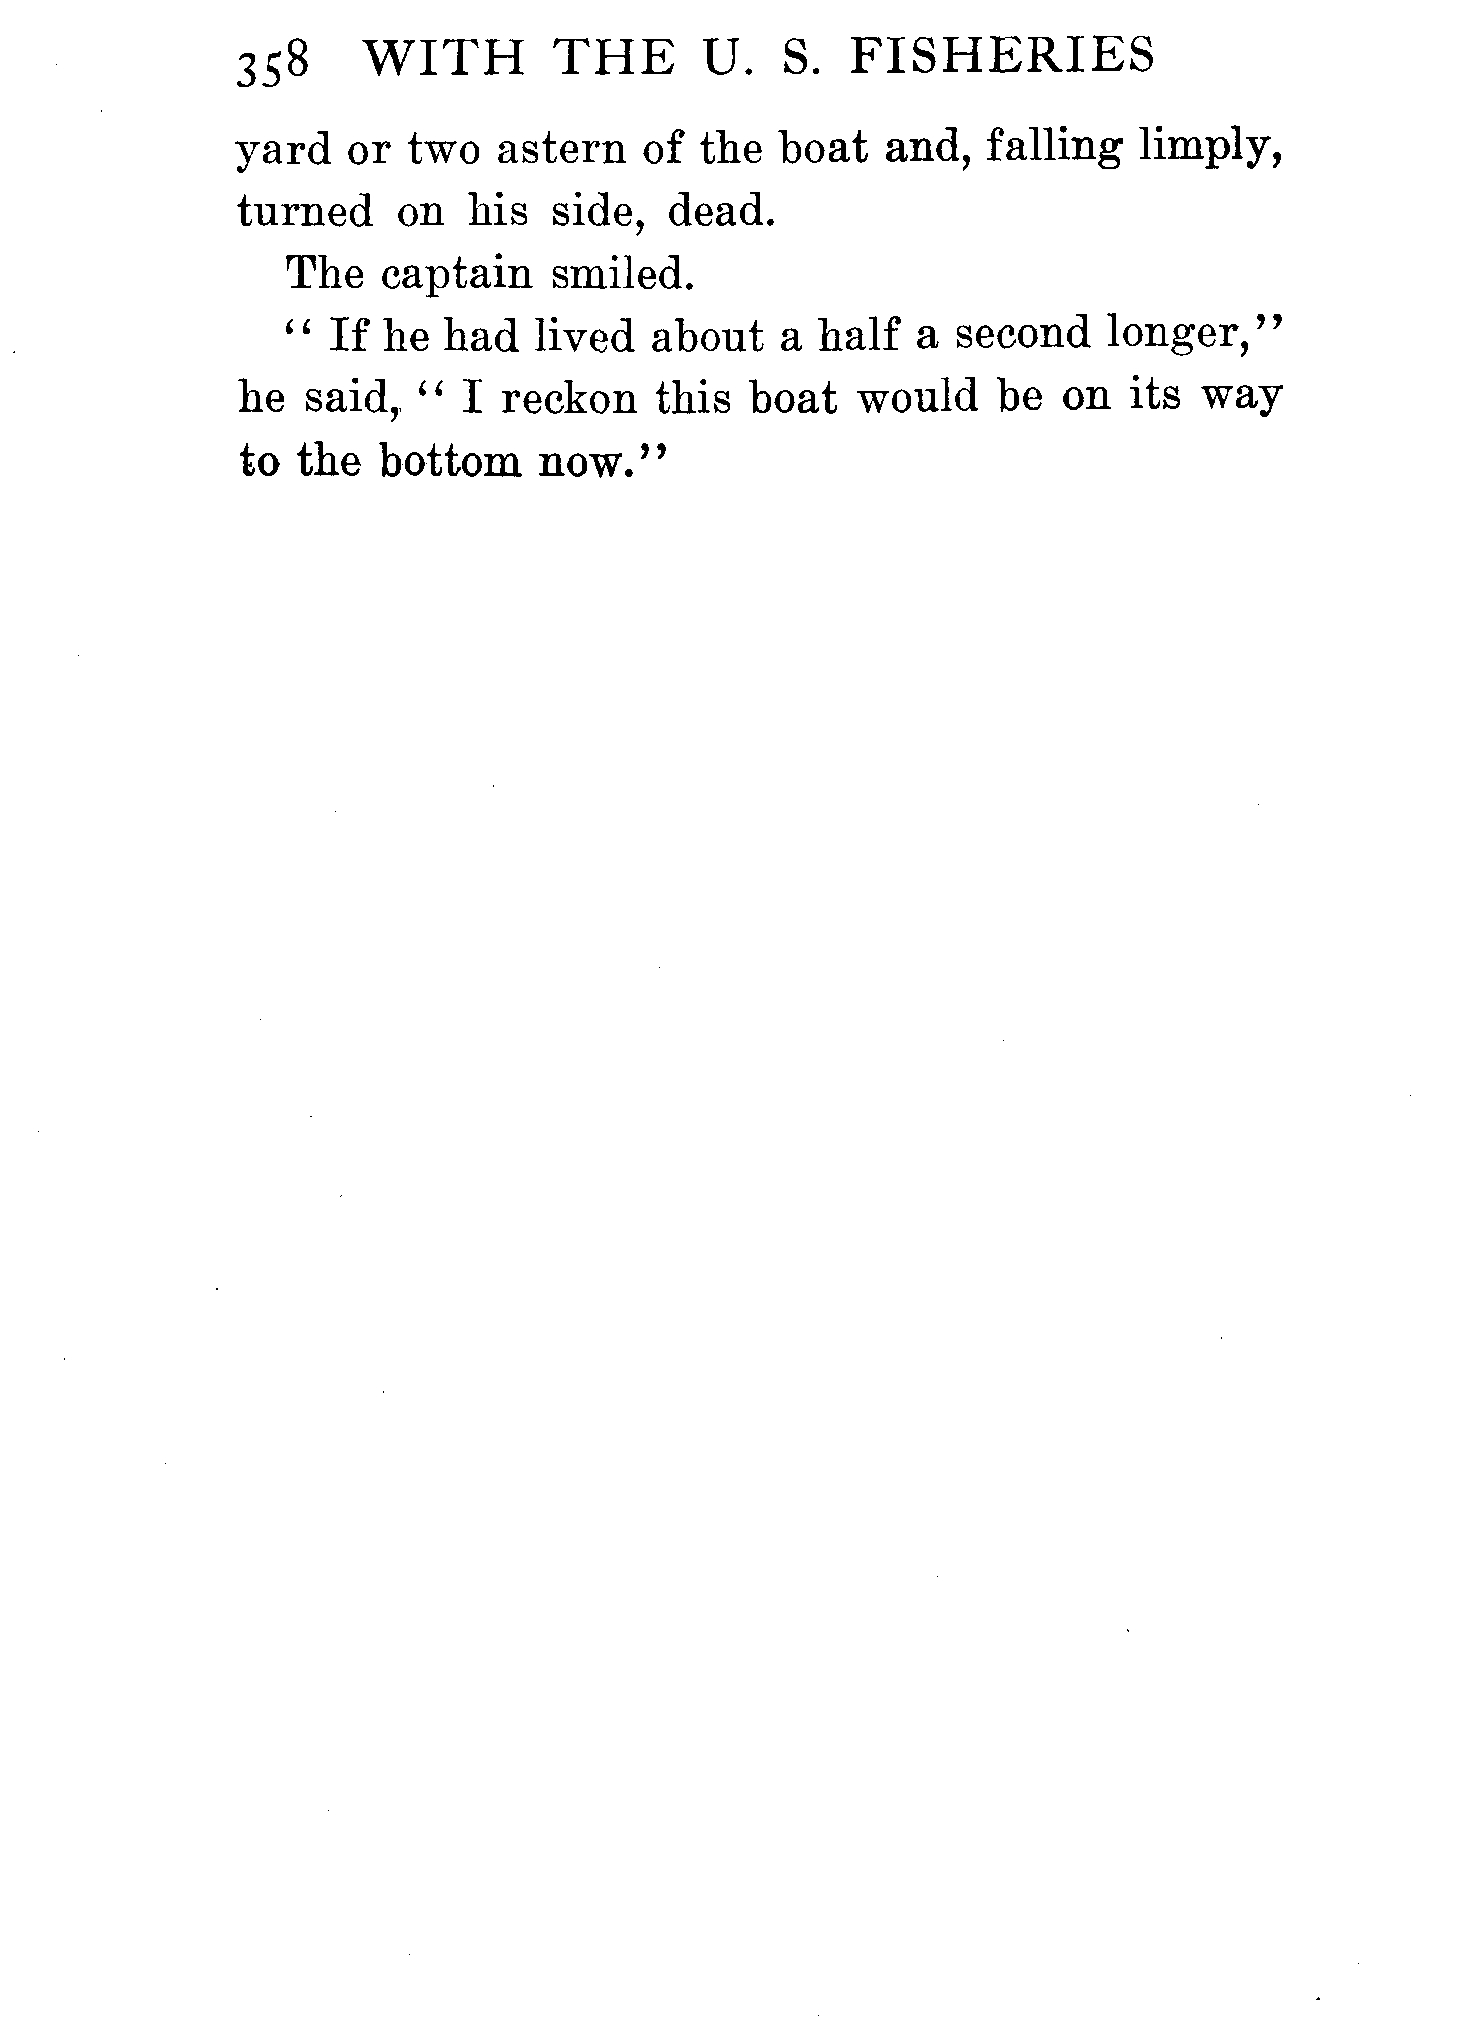 358 WITH THE U. S. FISHERIES
yard or two astern of the boat and, falling limply,
turned on his side, dead.
The captain smiled.
“ If he had lived about a half a second longer,”
he said, “ I reckon this boat would be on its way
to the bottom now.”